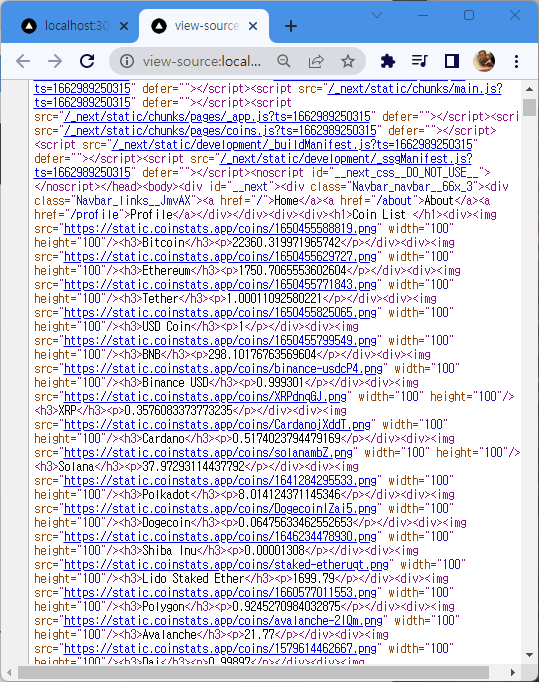 localhost:30
view-source
view-source:local...
ts=1662989250315" defer=""></script><script src="/_next/static/chunks/main.js?
ts=1662989250315" defer=""></script><script
src="/_next/static/chunks/pages/_app.js?ts=1662989250315" defer=""></script><scri
src="/_next/static/chunks/pages/coins.js?ts=1662989250315" defer=""></script>
<script src="/_next/static/development/_buildManifest.js?ts=1662989250315"
defer=""></script><script src="/_next/static/development/_ssgManifest.js?
ts=1662989250315" defer=""></script><noscript id="__next_css__DO_NOT_USE__">
</noscript></head><body><div id="__next"><div class="Navbar_navbar__66x_3"><div
class="Navbar_links__JmvAX"><a href="/">Home</a><a href="/about">About</a><a
href="/profile">Profile</a></div></div><div><h1>Coin List </h1><div><img
src="https://static.coinstats.app/coins/1650455588819.png" width="100"
height="100"/><h3>Bitcoin</h3><p>22360.319971965742</p></div><div><img
src="https://static.coinstats.app/coins/1650455629727.png" width="100"
height="100"/><h3>Ethereum</h3><p>1750.7065553602604</p></div><div><img
src="https://static.coinstats.app/coins/1650455771843.png" width="100"
height="100"/><h3>Tether</h3><p>1.00011092580221</p></div><div><img
src="https://static.coinstats.app/coins/1650455825065.png" width="100"
height="100"/><h3>USD Coin</h3><p>1</p></div><div><img
src="https://static.coinstats.app/coins/1650455799549.png" width="100"
height="100"/><h3>BNB</h3><p>298.10176763569604</p></div><div><img
src="https://static.coinstats.app/coins/binance-usdcP4.png" width="100"
height="100"/><h3>Binance USD</h3><p>0.999301</p></div><div><img
src="https://static.coinstats.app/coins/XRPdnqGJ.png" width="100" height="100"/>
<h3>XRP</h3><p>0.3576083373773235</p></div><div><img
src="https://static.coinstats.app/coins/CardanojXddT.png" width="100"
height="100"/><h3>Cardano</h3><p>0.5174023794479169</p></div><div><img
src="https://static.coinstats.app/coins/solanambZ.png" width="100" height="100"/>
<h3>Solana</h3><p>37.97293114437792</p></div><div><img
src="https://static.coinstats.app/coins/1641284295533.png" width="100"
height="100"/><h3>Polkadot</h3><p>8.014124371145346</p></div><div><img
src="https://static.coinstats.app/coins/DogecoinIZai5.png" width="100"
height="100"/><h3>Dogecoin</h3><p>0.06475633462552653</p></div><div><img
src="https://static.coinstats.app/coins/1646234478930.png" width="100"
height="100"/><h3>Shiba Inu</h3><p>0.00001308</p></div><div><img
src="https://static.coinstats.app/coins/staked-etheruqt.png" width="100"
height="100"/><h3>Lido Staked Ether</h3><p>1699.79</p></div><div><img
src="https://static.coinstats.app/coins/1660577011553.png" width="100"
height="100"/><h3>Polygon</h3><p>0.9245270984032875</p></div><div><img
src="https://static.coinstats.app/coins/avalanche-2IQm.png" width="100"
height="100"/><h3>Avalanche</h3><p>21.77</p></div><div><img
src="https://static.coinstats.app/coins/1579614462667.png" width="100"
height="100"/><h3>Dai</h3><p>0.99897</p></div><div><img